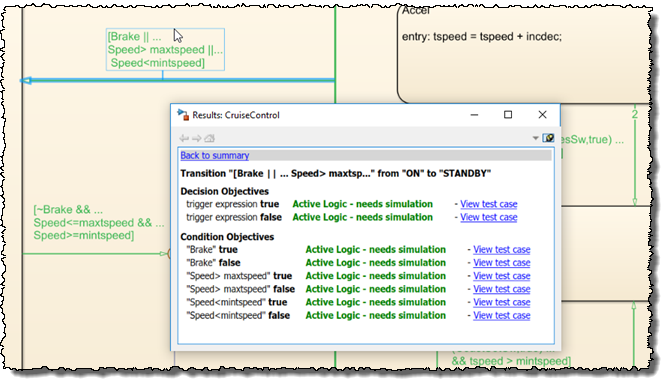 [Brake || ...
Speed> maxtspeed ||...
Speed<mintspeed]
Accel
entry: tspeed = tspeed + incdec;
2
sSw,true) ...
[~Brake && ...
Speed<=maxtspeed && ...
Speed>=mintspeed]
Results: CruiseControl
Back to summary
Transition "[Brake || ... Speed> maxtsp..." from "ON" to "STANDBY"
Decision Objectives
trigger expression true Active Logic - needs simulation - View test case
trigger expression false Active Logic - needs simulation - View test case
Condition Objectives
"Brake" true Active Logic - needs simulation - View test case
"Brake" false Active Logic - needs simulation - View test case
"Speed> maxtspeed" true Active Logic - needs simulation - View test case
"Speed> maxtspeed" false Active Logic - needs simulation - View test case
"Speed<mintspeed" true Active Logic - needs simulation - View test case
"Speed<mintspeed" false Active Logic - needs simulation - View test case
&& tspeed > mintspeed]